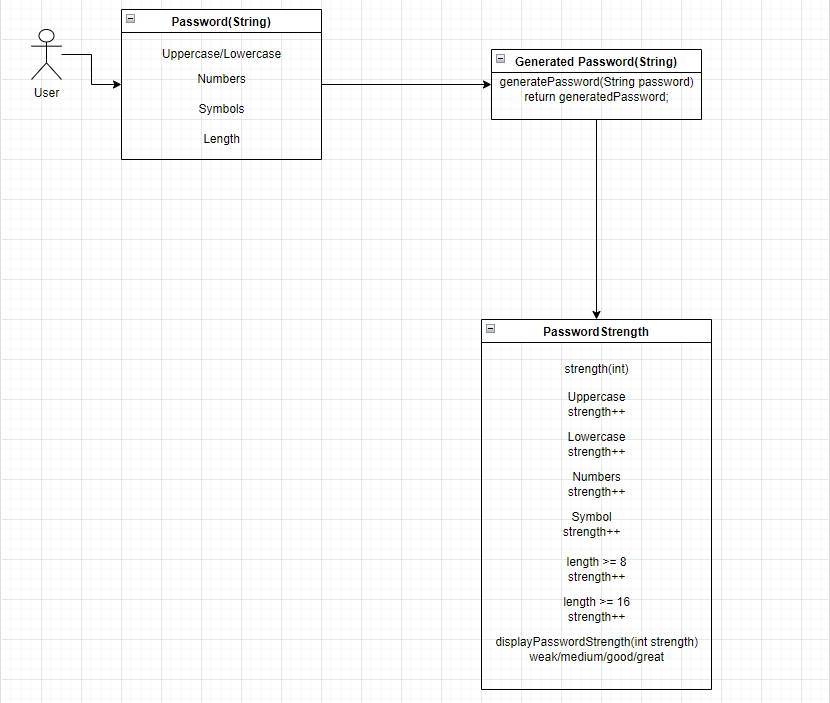 User
Password(String)
Uppercase/Lowercase
Numbers
Symbols
Length
Generated Password(String)
generatePassword(String password)
return generatedPassword;
PasswordStrength
strength(int)
Uppercase
strength++
Lowercase
strength++
Numbers
strength++
Symbol
strength++
length >= 8
strength++
length >= 16
strength++
displayPasswordStrength(int strength)
weak/medium/good/great